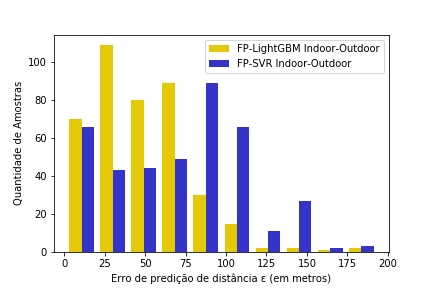 FP-LightGBM Indoor-Outdoor
FP-SVR Indoor-Outdoor
Quantidade de Amostras
100
80
60
40
20
0
0 25 50 75 100 125 150 175 200
Erro de predição de distância ε (em metros)